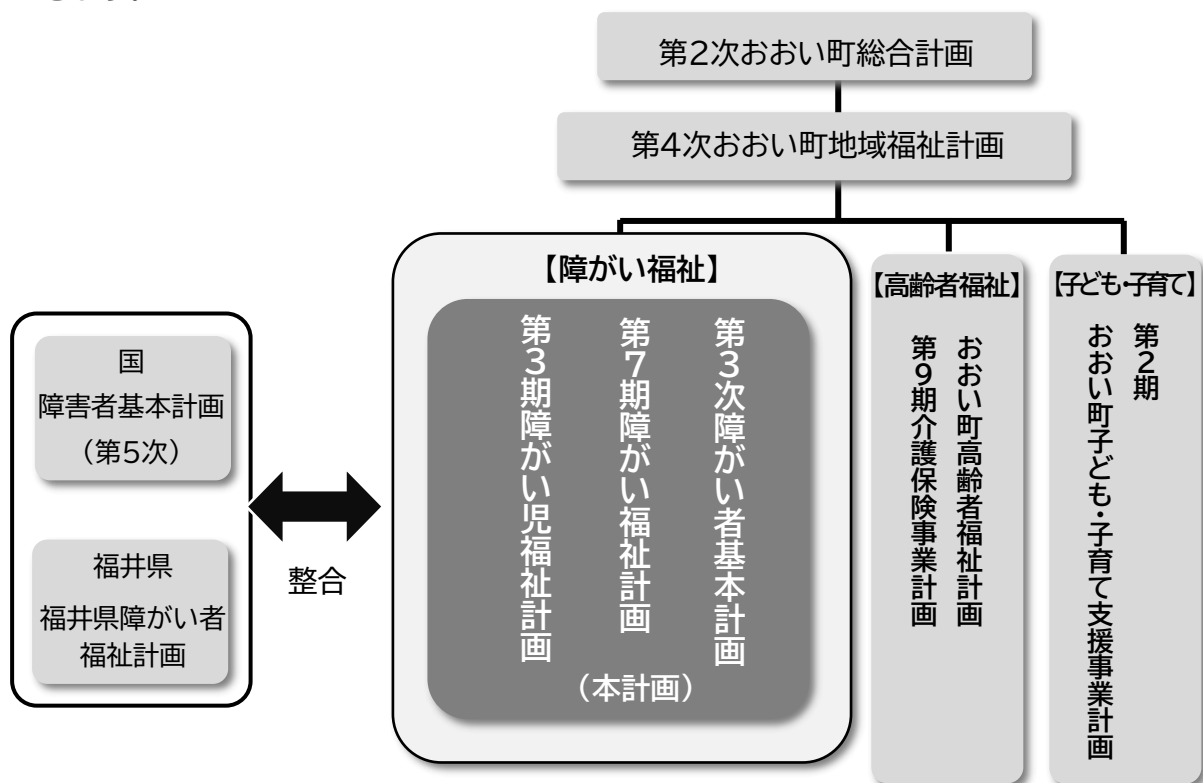 第2次おおい町総合計画
第4次おおい町地域福祉計画
【障がい福祉】
第3次障がい者基本計画
第7期障がい福祉計画
第3期障がい児福祉計画
（本計画）
【高齢者福祉】
おおい町高齢者福祉計画
第9期介護保険事業計画
【子ども・子育て】
第2期
おおい町子ども・子育て支援事業計画
国
障害者基本計画
（第5次）
福井県
福井県障がい者
福祉計画
整合